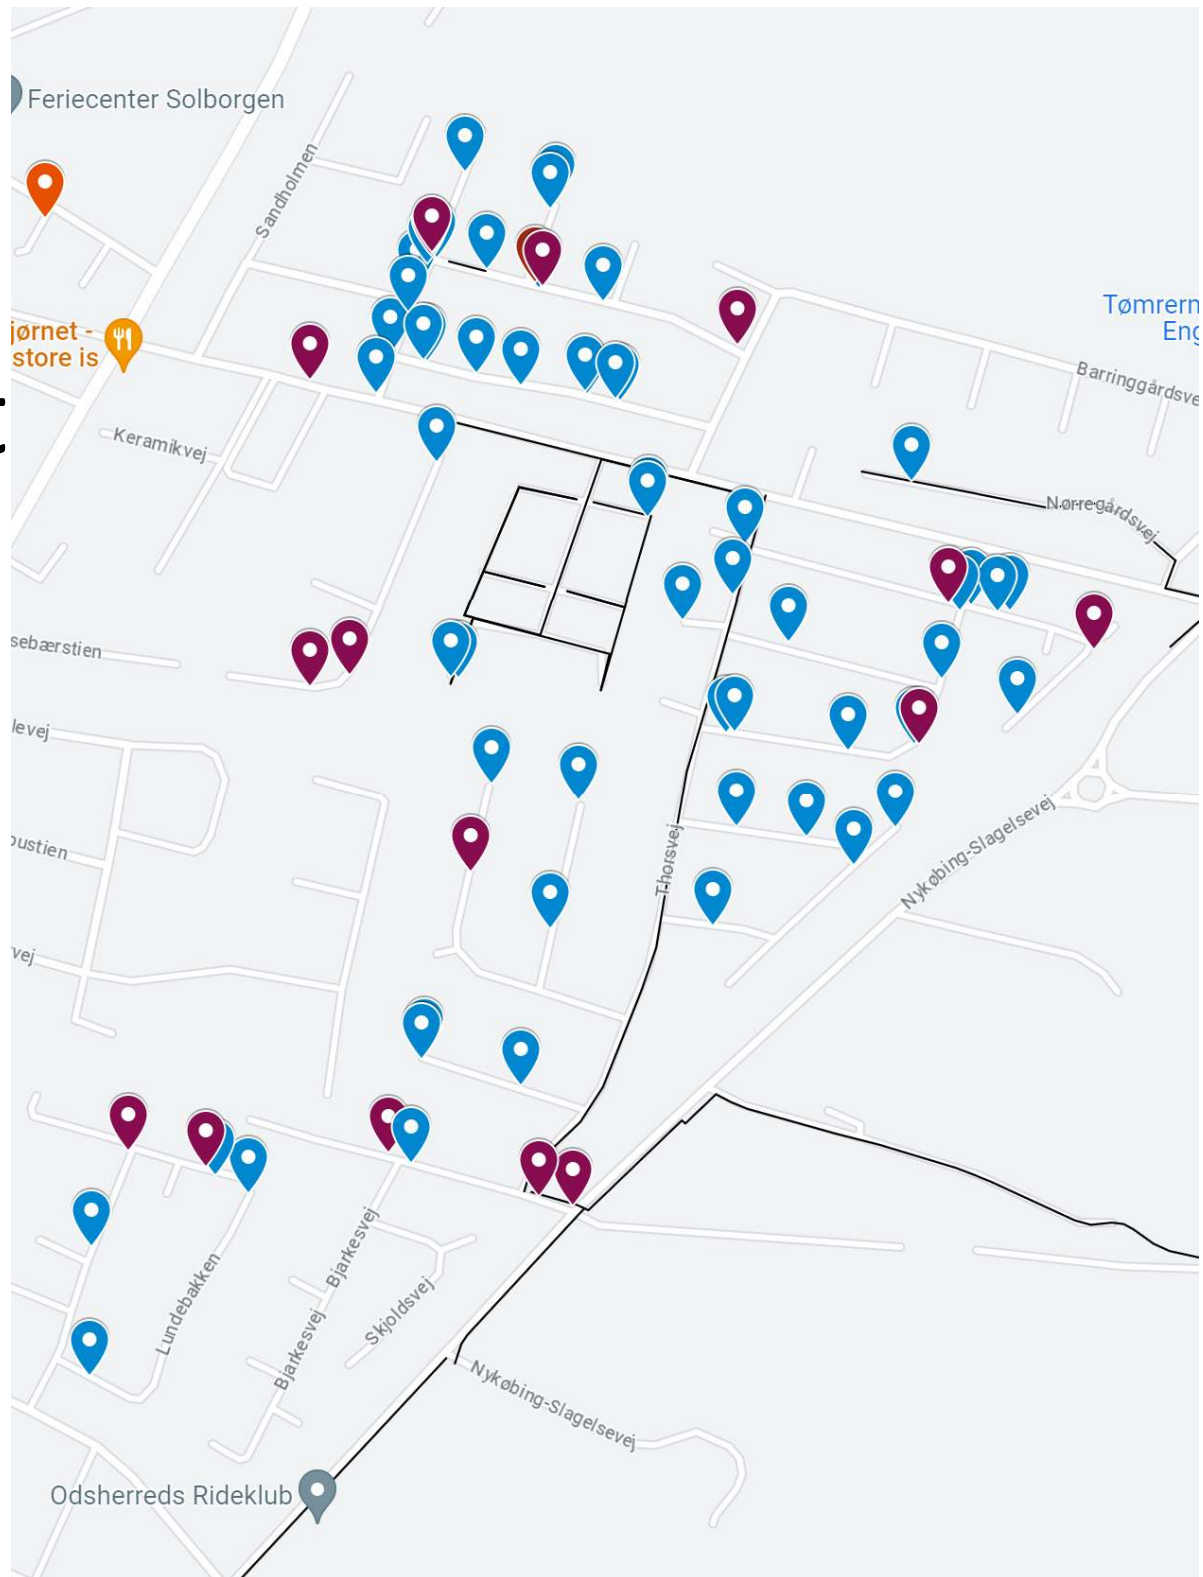 Feriecenter Solborgen
Sandholmen
jørnet -
store is
Tømrern
Eng
Barringgårdsve
Keramikvej
Nørregårdsvej
sebærstien
levej
Nykøbing-Slagelsevej
Thorsvej
oustien
vej
Bjarkesvej
Lundebakken
Skjoldsvej
Bjarkesvej
Nykøbing-Slagelsevej
Odsherreds Rideklub